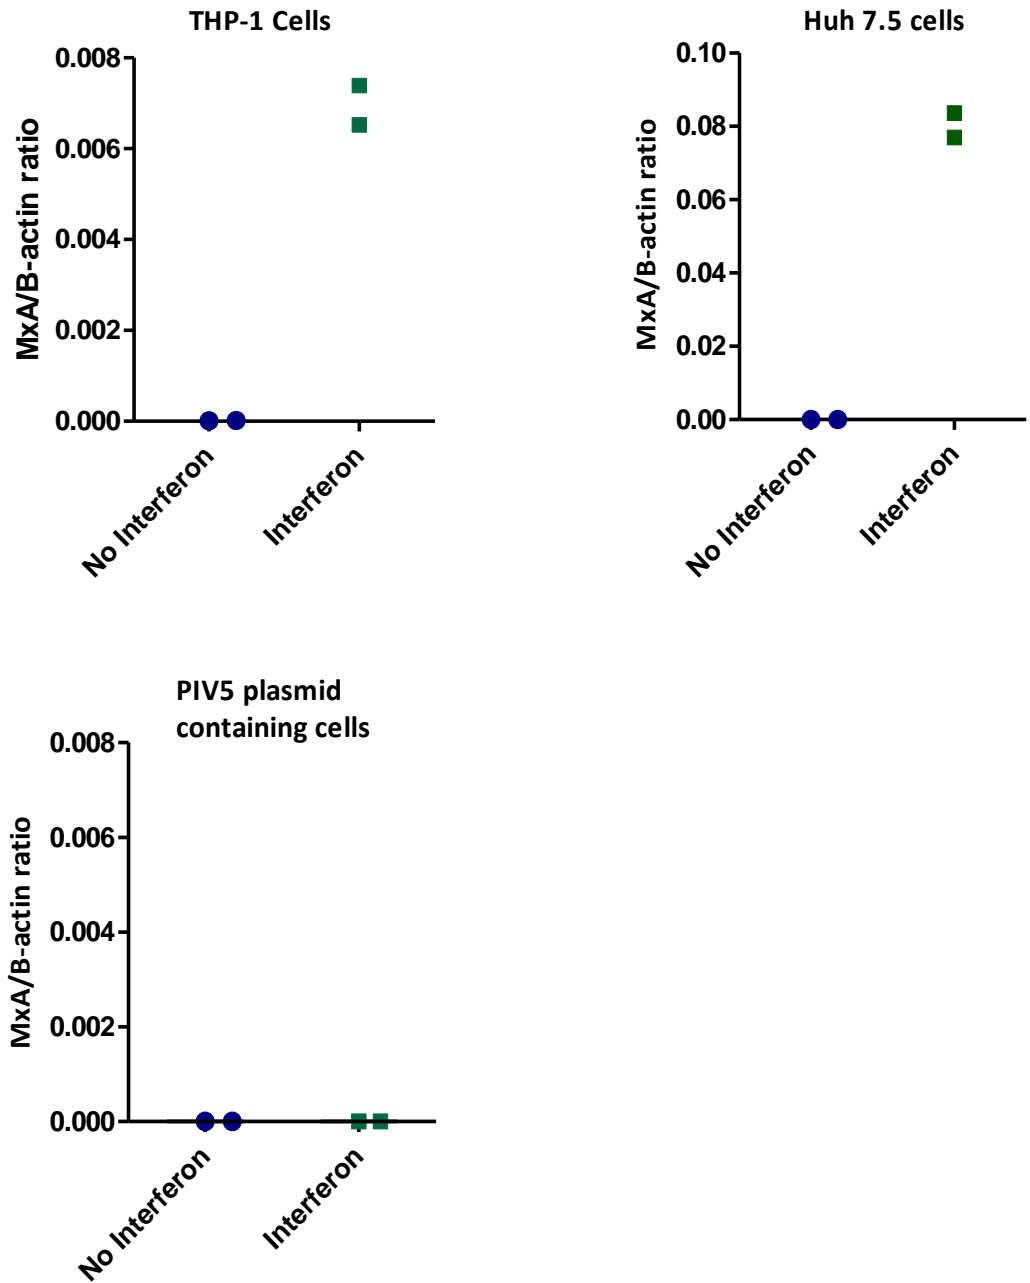 THP-1 Cells
MxA/B-actin ratio
0.008
0.006
0.004
0.002
0.000
No Interferon
Interferon
Huh 7.5 cells
MxA/B-actin ratio
0.10
0.08
0.06
0.04
0.02
0.00
No Interferon
Interferon
PIV5 plasmid
containing cells
MxA/B-actin ratio
0.008
0.006
0.004
0.002
0.000
No Interferon
Interferon